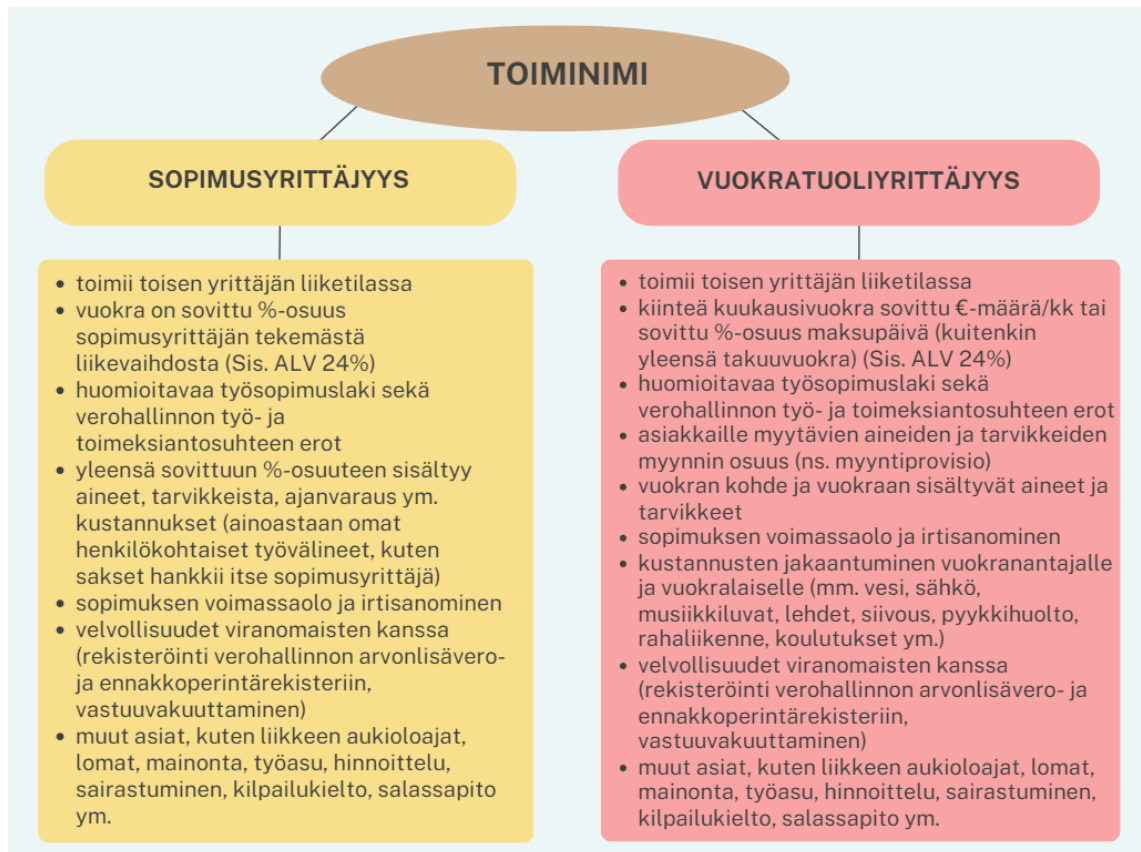 TOIMINIMI
SOPIMUSYRITTÄJYYS
• toimii toisen yrittäjän liiketilassa
• vuokra on sovittu %-osuus
sopimusyrittäjän tekemästä
liikevaihdosta (Sis. ALV 24%)
• huomioitavaa työsopimuslaki sekä
verohallinnon työ- ja
toimeksiantosuhteen erot
• yleensä sovittuun %-osuuteen sisältyy
aineet, tarvikkeista, ajanvaraus ym.
kustannukset (ainoastaan omat
henkilökohtaiset työvälineet, kuten
sakset hankkii itse sopimusyrittäjä)
• sopimuksen voimassaolo ja irtisanominen
• velvollisuudet viranomaisten kanssa
(rekisteröinti verohallinnon arvonlisävero-
ja ennakkoperintärekisteriin,
vastuuvakuuttaminen)
• muut asiat, kuten liikkeen aukioloajat,
lomat, mainonta, työasu, hinnoittelu,
sairastuminen, kilpailukielto, salassapito
ym.
VUOKRATUOLIYRITTÄJYYS
• toimii toisen yrittäjän liiketilassa
• kiinteä kuukausivuokra sovittu €-määrä/kk tai
sovittu %-osuus maksupäivä (kuitenkin
yleensä takuuvuokra) (Sis. ALV 24%)
• huomioitavaa työsopimuslaki sekä
verohallinnon työ- ja toimeksiantosuhteen erot
• asiakkaille myytävien aineiden ja tarvikkeiden
myynnin osuus (ns. myyntiprovisio)
• vuokran kohde ja vuokraan sisältyvät aineet ja
tarvikkeet
• sopimuksen voimassaolo ja irtisanominen
• kustannusten jakaantuminen vuokranantajalle
ja vuokralaiselle (mm. vesi, sähkö,
musiikkiluvat, lehdet, siivous, pyykkihuolto,
rahaliikenne, koulutukset ym.)
• velvollisuudet viranomaisten kanssa
(rekisteröinti verohallinnon arvonlisävero- ja
ennakkoperintärekisteriin,
vastuuvakuuttaminen)
• muut asiat, kuten liikkeen aukioloajat, lomat,
mainonta, työasu, hinnoittelu, sairastuminen,
kilpailukielto, salassapito ym.